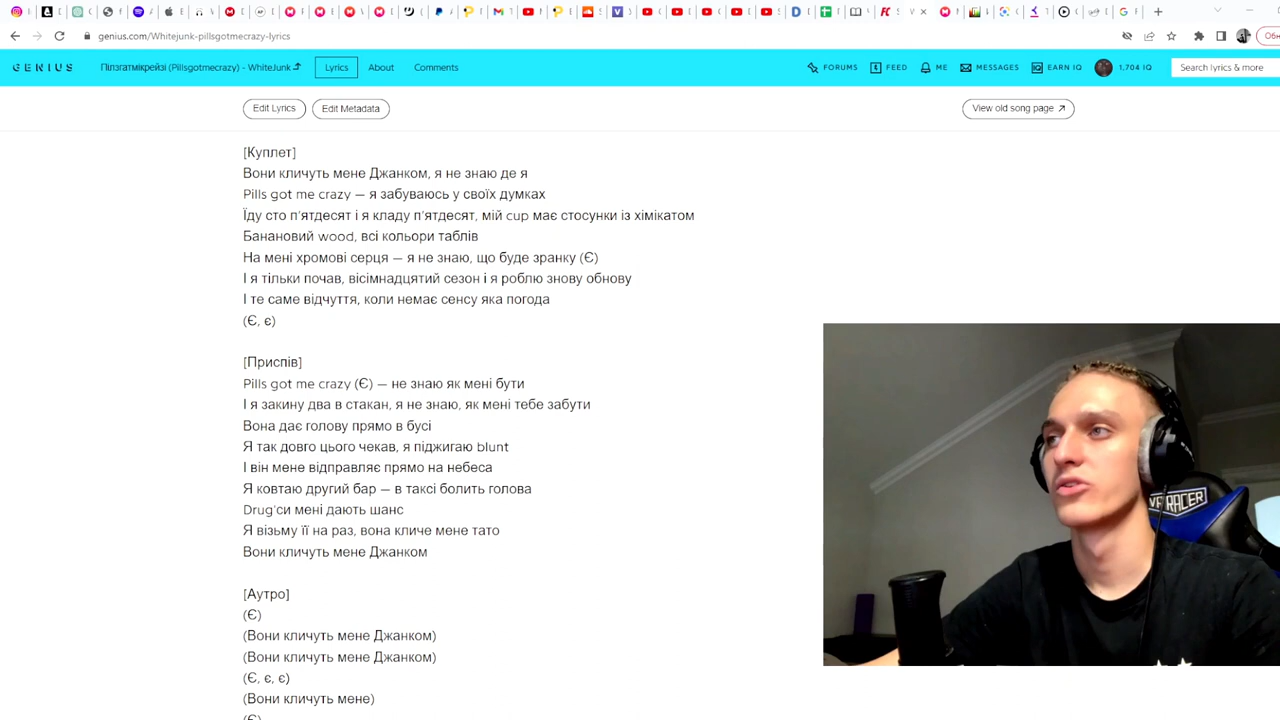 genius.com/Whitejunk-pillsgotmecrazy-lyrics
GENIUS
Пілзгатмікрейзі (Pillsgotmecrazy) - WhiteJunk
Lyrics
About
Comments
FORUMS
FEED
ME
MESSAGES
EARN IQ
1,704 IQ
Search lyrics & more
Edit Lyrics
Edit Metadata
View old song page
[Куплет]
Вони кличуть мене Джанком, я не знаю де я
Pills got me crazy — я забуваюсь у своїх думках
Їду сто п'ятдесят і я кладу п'ятдесят, мій cup має стосунки із хімікатом
Банановий wood, всі кольори таблів
На мені хромові серця — я не знаю, що буде зранку (Є)
І я тільки почав, вісімнадцятий сезон і я роблю знову обнову
І те саме відчуття, коли немає сенсу яка погода
(Є, є)
[Приспів]
Pills got me crazy (Є) — не знаю як мені бути
І я закину два в стакан, я не знаю, як мені тебе забути
Вона дає голову прямо в бусі
Я так довго цього чекав, я піджигаю blunt
І він мене відправляє прямо на небеса
Я ковтаю другий бар — в таксі болить голова
Drug'си мені дають шанс
Я візьму її на раз, вона кличе мене тато
Вони кличуть мене Джанком
[Аутро]
(Є)
(Вони кличуть мене Джанком)
(Вони кличуть мене Джанком)
(Є, є, є)
(Вони кличуть мене)